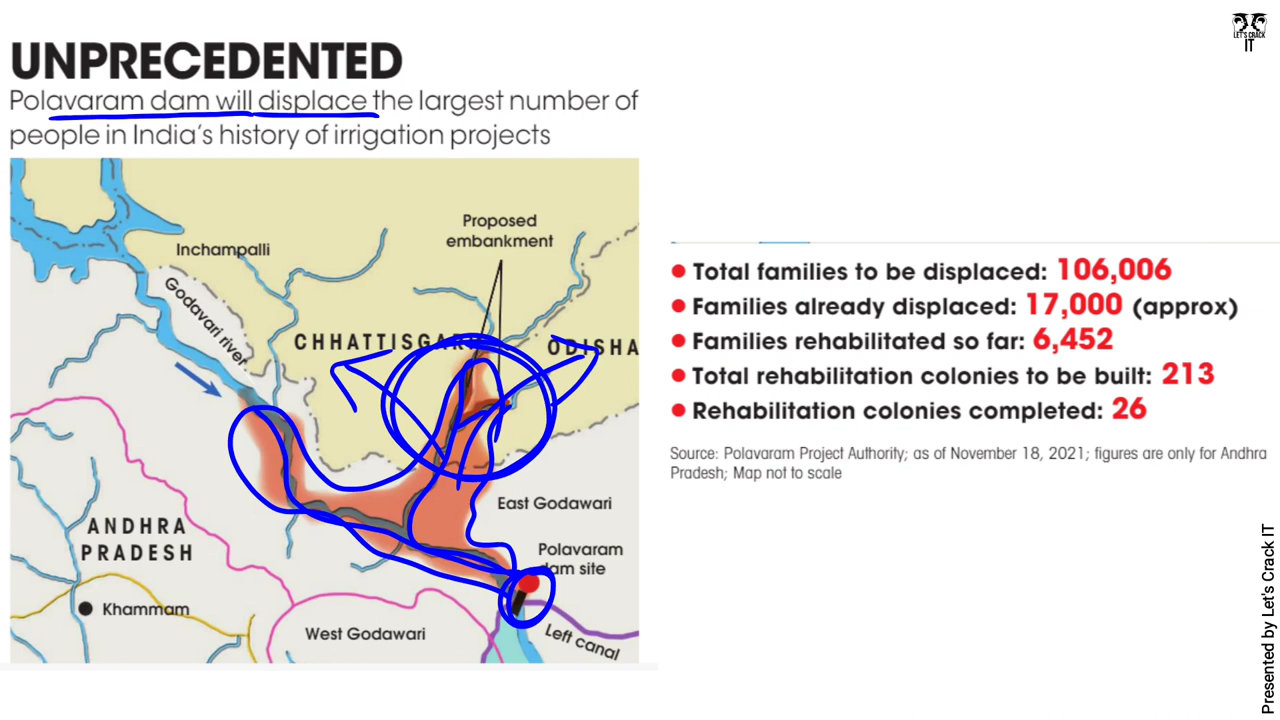 LET'S CRACK
IT
UNPRECEDENTED
Polavaram dam will displace the largest number of
people in India's history of irrigation projects
Proposed
embankment
Inchampalli
Godavari river
CHHATTISGARH
ODISHA
East Godawari
ANDHRA
PRADESH
Polavaram
dam site
Khammam
West Godawari
Left canal
● Total families to be displaced: 106,006
● Families already displaced: 17,000 (approx)
● Families rehabilitated so far: 6,452
● Total rehabilitation colonies to be built: 213
● Rehabilitation colonies completed: 26
Source: Polavaram Project Authority; as of November 18, 2021; figures are only for Andhra
Pradesh; Map not to scale
Presented by Let's Crack IT